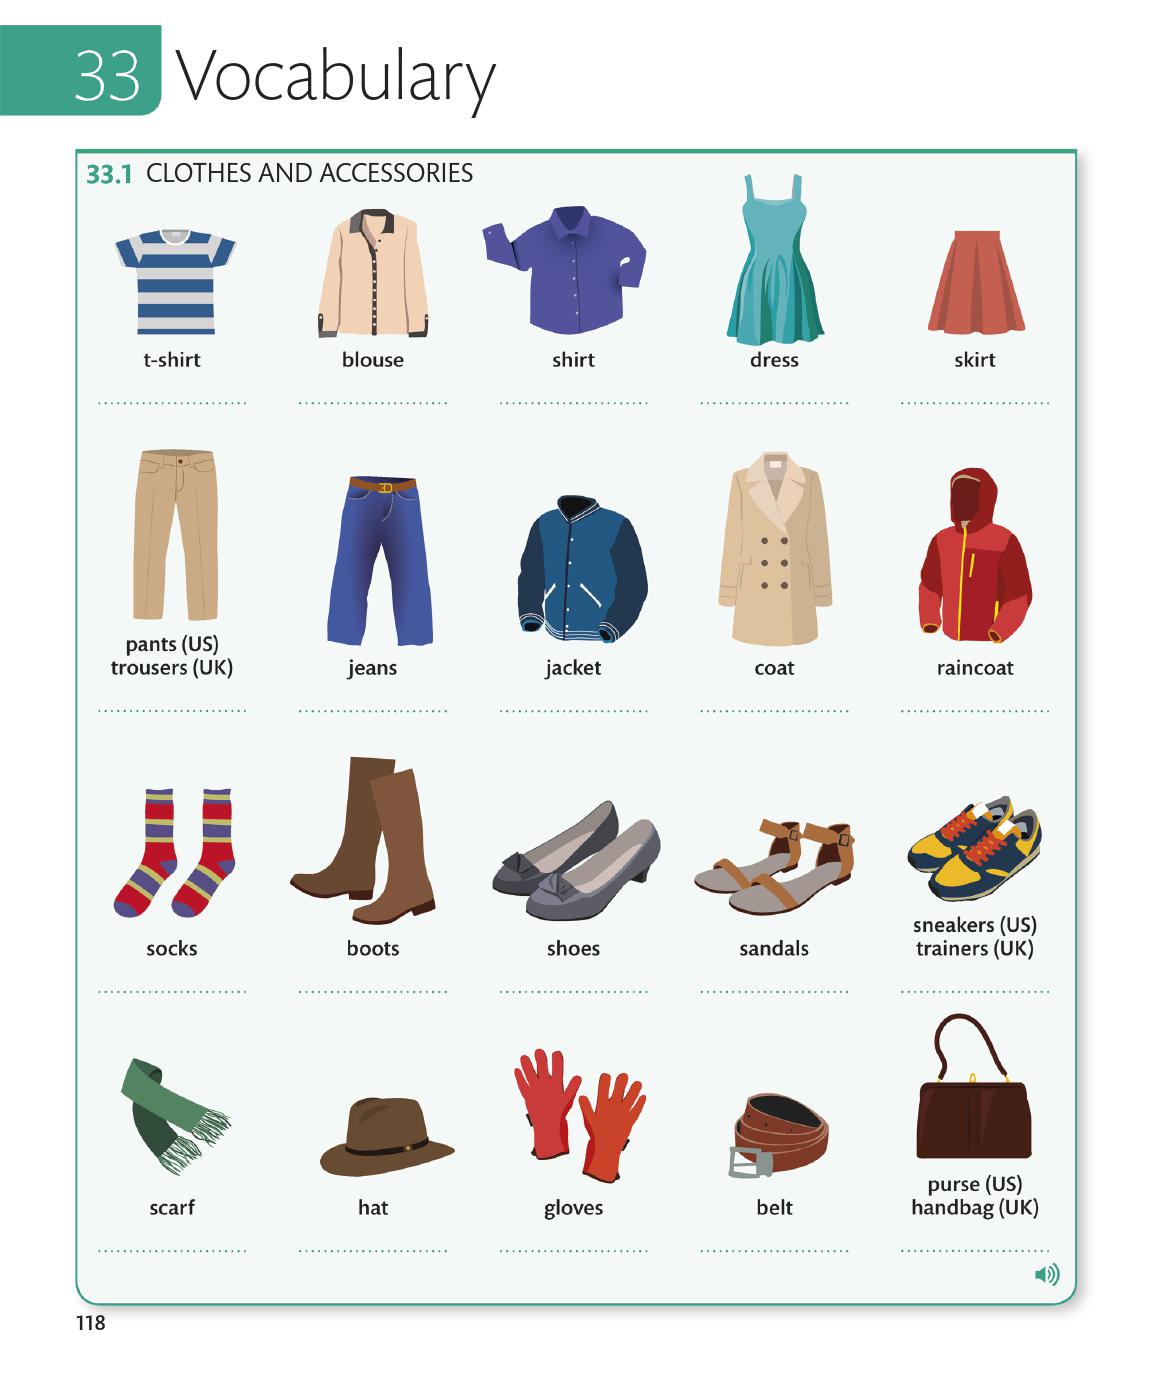 33 Vocabulary
33.1 CLOTHES AND ACCESSORIES
t-shirt
blouse
shirt
dress
skirt
pants (US)
trousers (UK)
jeans
jacket
coat
raincoat
socks
boots
shoes
sandals
sneakers (US)
trainers (UK)
scarf
hat
gloves
belt
purse (US)
handbag (UK)
118